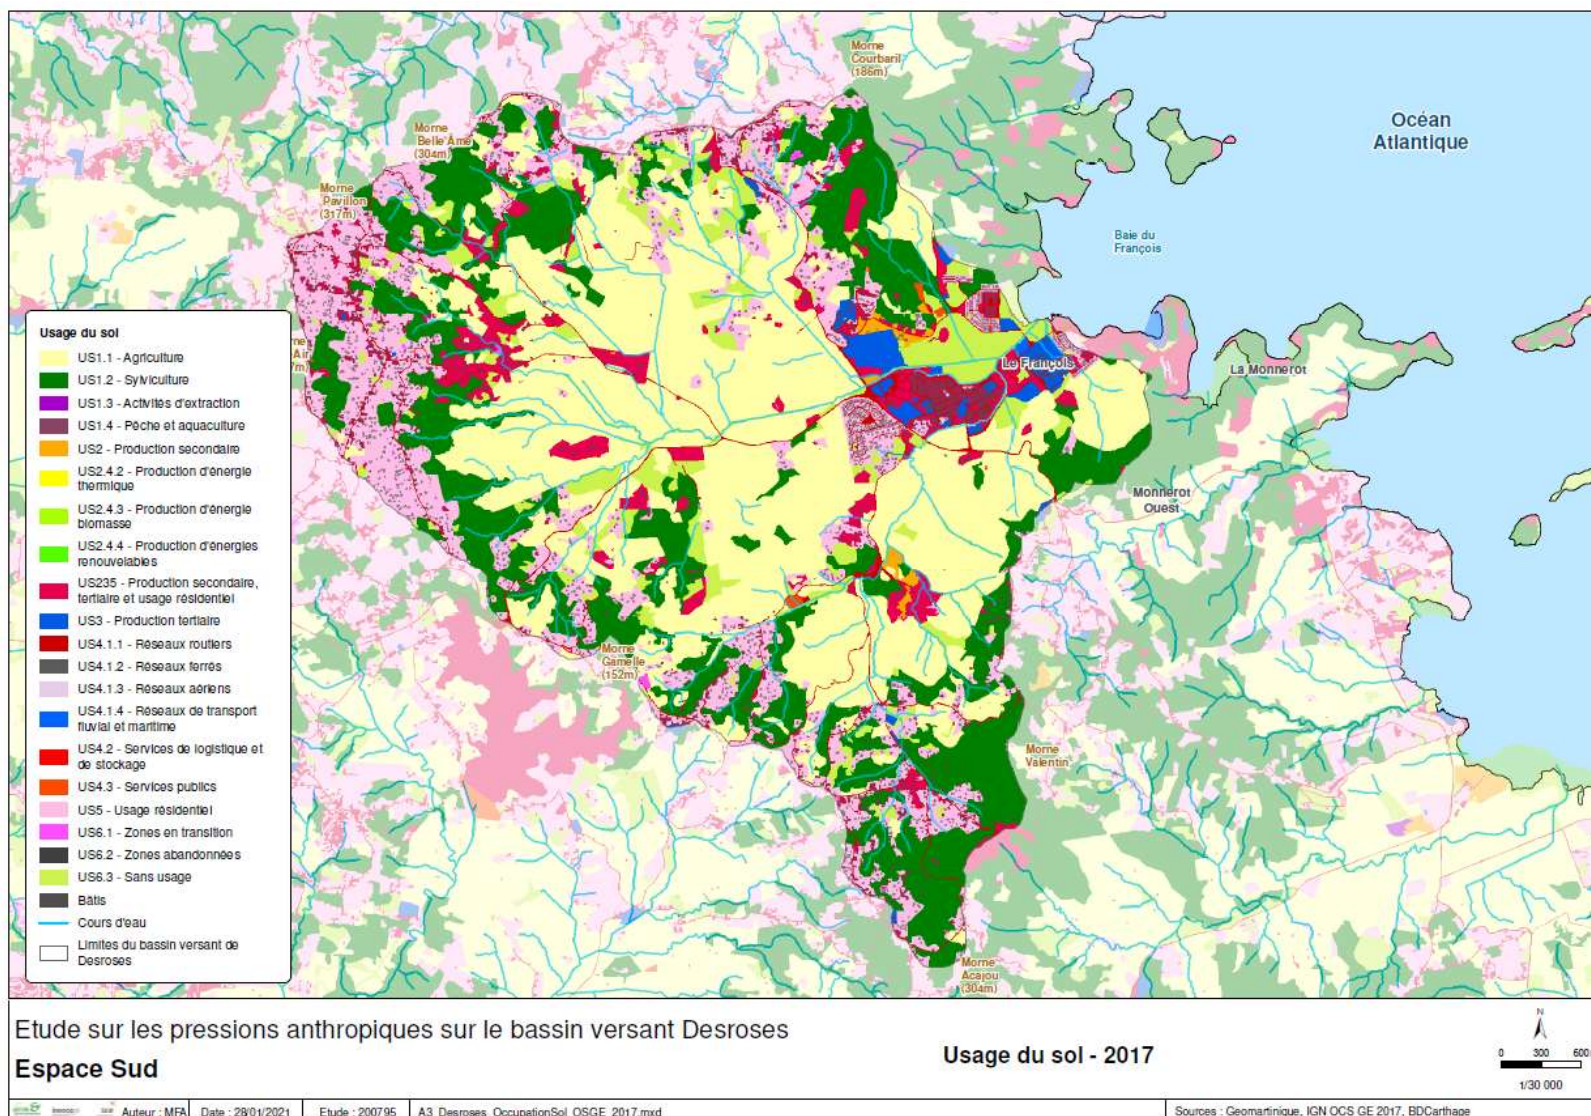 Morne
Courbaril
(186m)
Océan
Atlantique
Morne
Belle Âme
(304m)
Morne
Pavillon
(317m)
Baie du
François
Usage du sol
US1.1 - Agriculture
US1.2 - Sylviculture
US1.3 - Activités d'extraction
US1.4 - Pêche et aquaculture
US2 - Production secondaire
US2.4.2 - Production d'énergie
thermique
US2.4.3 - Production d'énergie
biomasse
US2.4.4 - Production d'énergies
renouvelables
US235 - Production secondaire,
tertiaire et usage résidentiel
US3 - Production tertiaire
US4.1.1 - Réseaux routiers
US4.1.2 - Réseaux ferrés
US4.1.3 - Réseaux aériens
US4.1.4 - Réseaux de transport
fluvial et maritime
US4.2 - Services de logistique et
de stockage
US4.3 - Services publics
US5 - Usage résidentiel
US6.1 - Zones en transition
US6.2 - Zones abandonnées
US6.3 - Sans usage
Bâtis
Cours d'eau
Limites du bassin versant de
Desroses
Le François
La Monnerot
Monnerot
Ouest
Morne
Gamelle
(152m)
Morne
Valentin
Morne
Acajou
(304m)
Etude sur les pressions anthropiques sur le bassin versant Desroses
Espace Sud
Usage du sol - 2017
N
0 300 600
1/30 000
Auteur : MFA
Date : 28/01/2021
Etude : 200795
A3_Desroses_OccupationSol_OSGE_2017.mxd
Sources : Geomartinique, IGN OCS GE 2017, BDCarthage